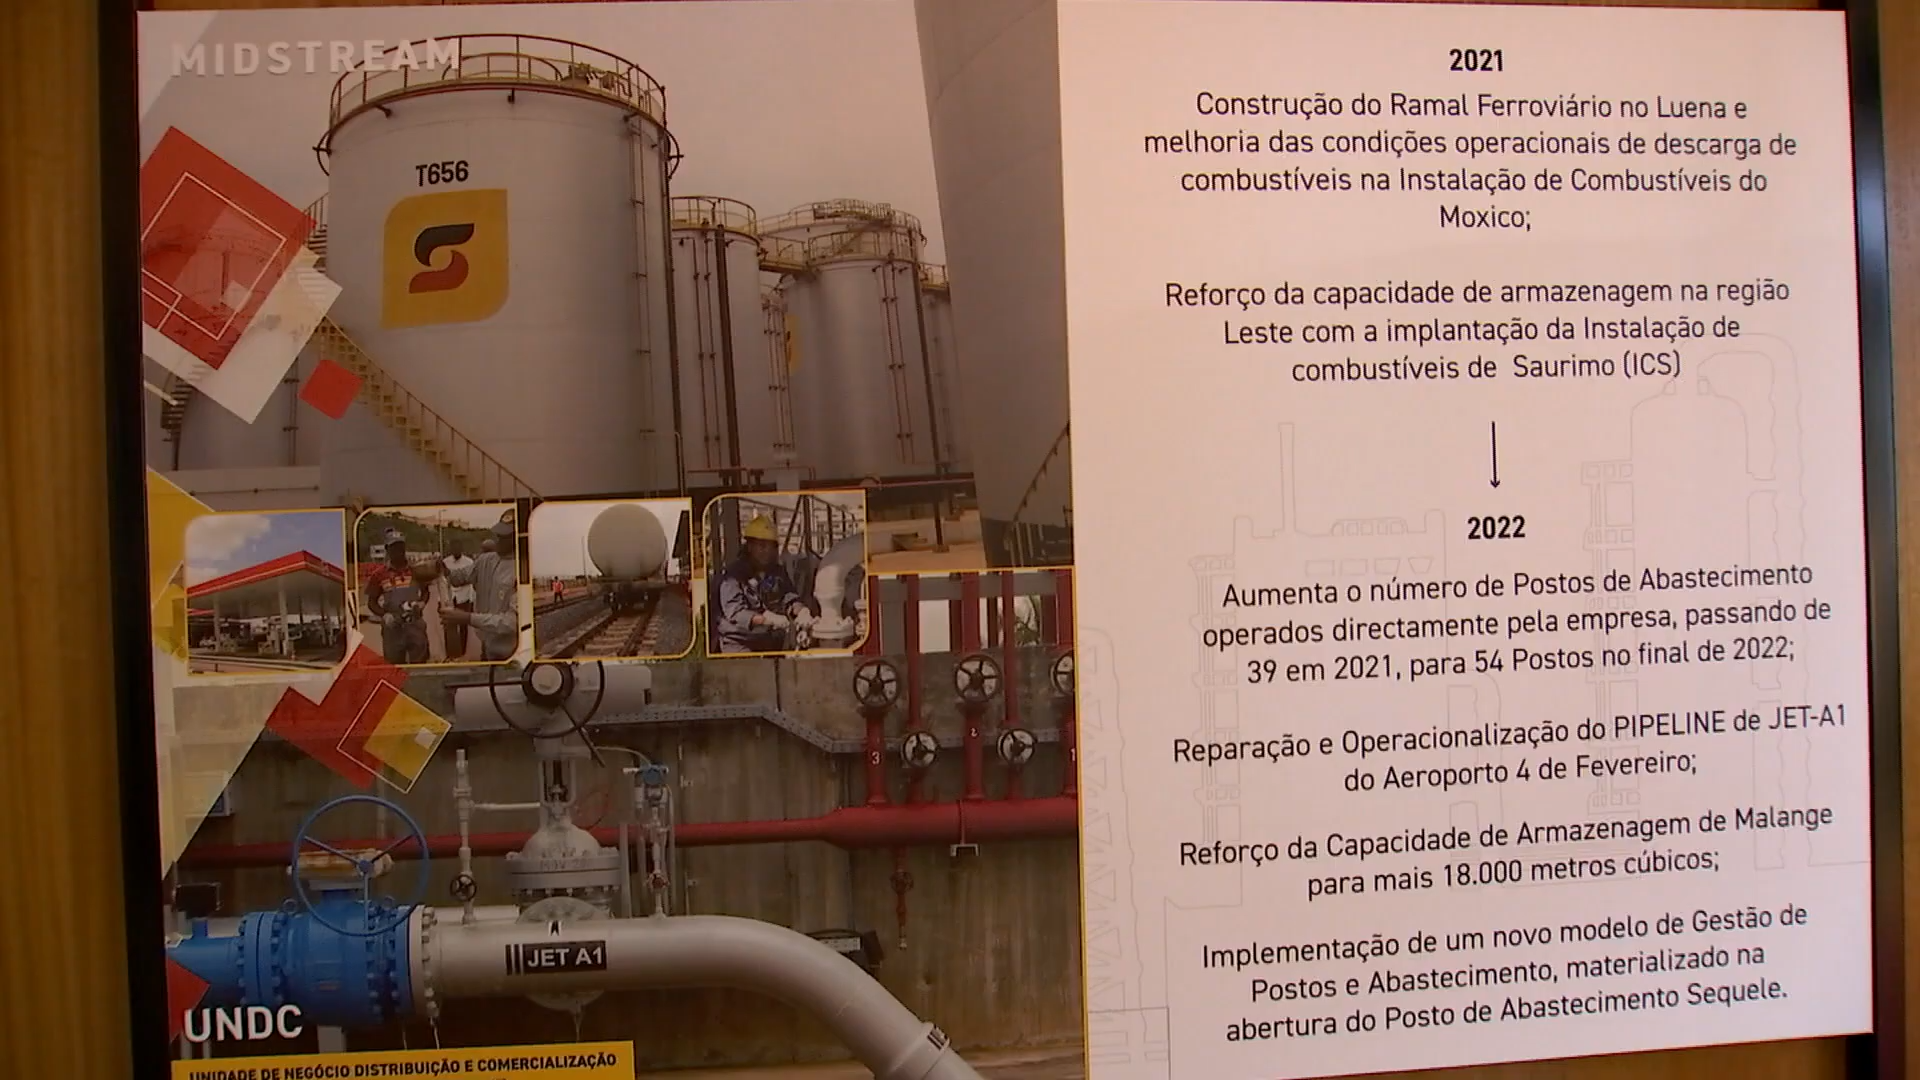 MIDSTREAM
T656
3
2
1
JET A1
UNDC
UNIDADE DE NEGÓCIO DISTRIBUIÇÃO E COMERCIALIZAÇÃO
2021
Construção do Ramal Ferroviário no Luena e
melhoria das condições operacionais de descarga de
combustíveis na Instalação de Combustíveis do
Moxico;
Reforço da capacidade de armazenagem na região
Leste com a implantação da Instalação de
combustíveis de Saurimo (ICS)
2022
Aumenta o número de Postos de Abastecimento
operados directamente pela empresa, passando de
39 em 2021, para 54 Postos no final de 2022;
Reparação e Operacionalização do PIPELINE de JET-A1
do Aeroporto 4 de Fevereiro;
Reforço da Capacidade de Armazenagem de Malange
para mais 18.000 metros cúbicos;
Implementação de um novo modelo de Gestão de
Postos e Abastecimento, materializado na
abertura do Posto de Abastecimento Sequele.